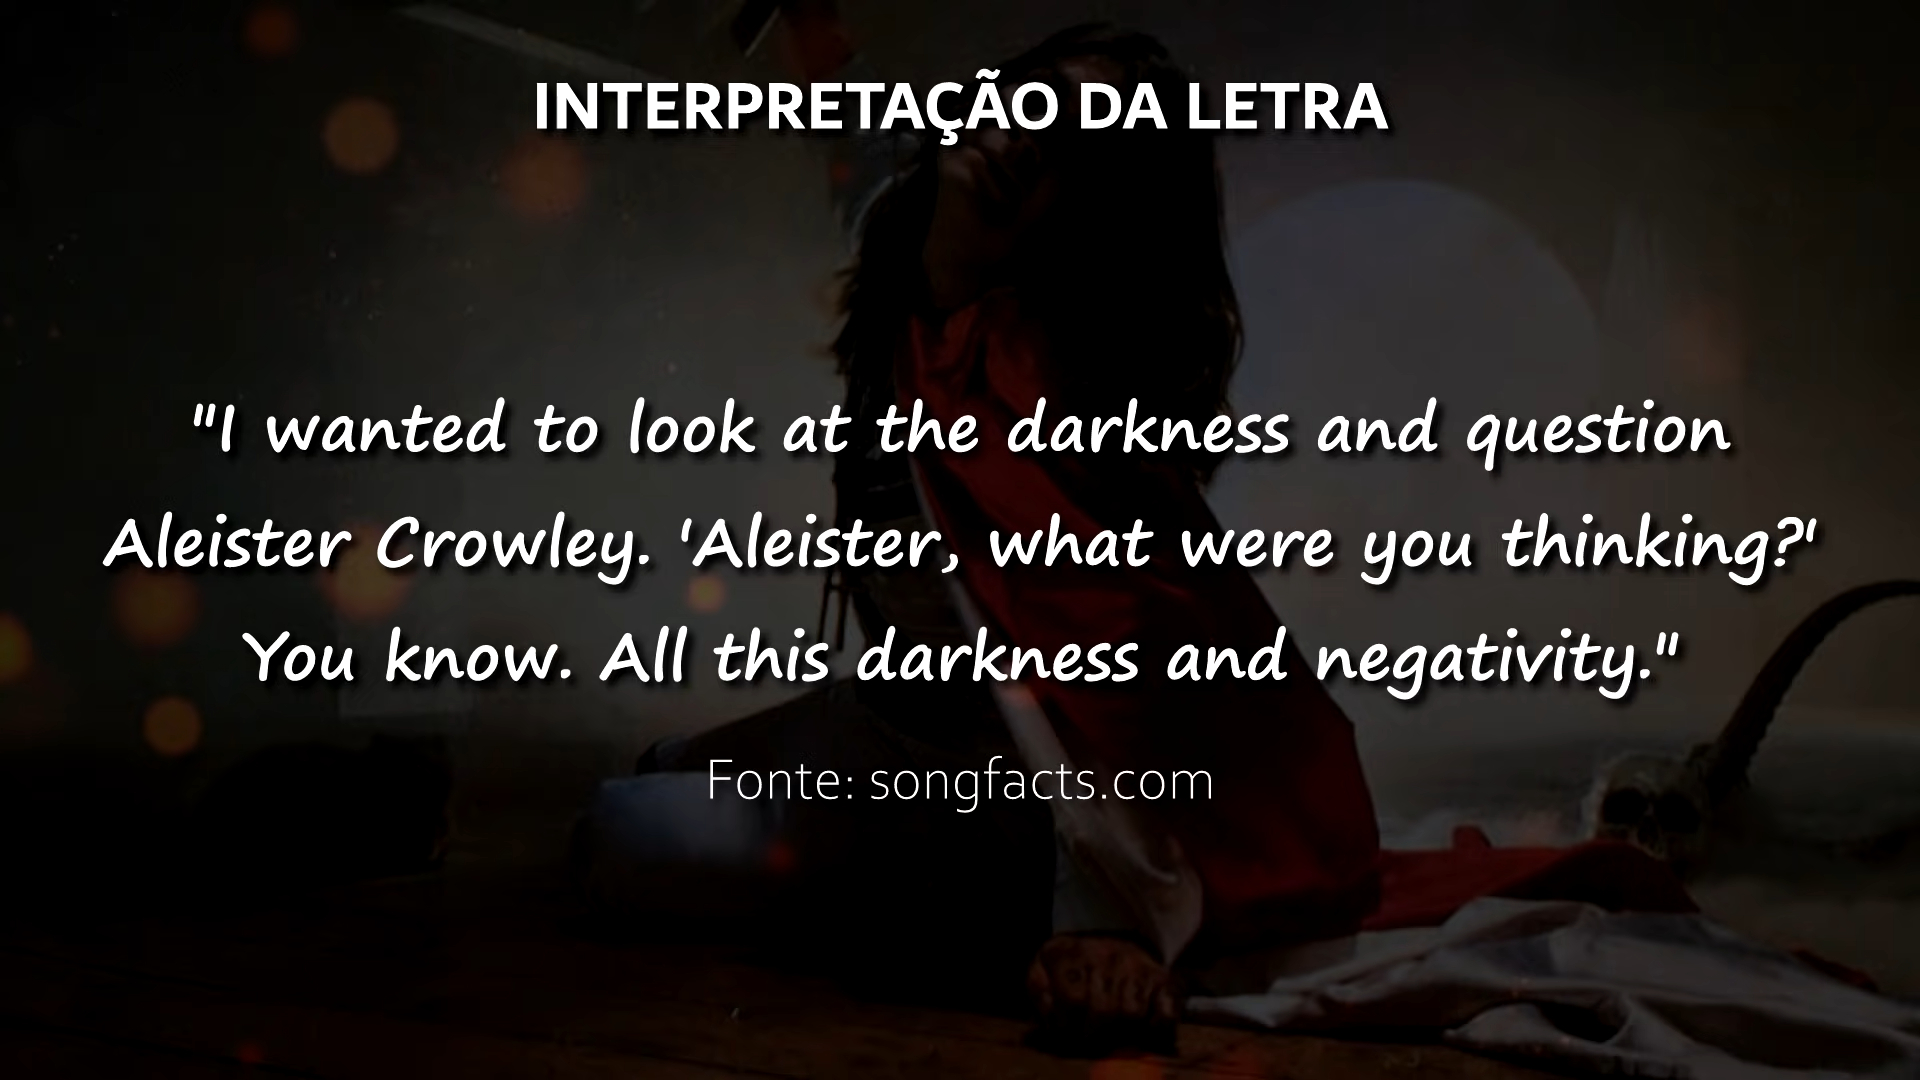 INTERPRETAÇÃO DA LETRA
"I wanted to look at the darkness and question
Aleister Crowley. 'Aleister, what were you thinking?'
You know. All this darkness and negativity."
Fonte: songfacts.com